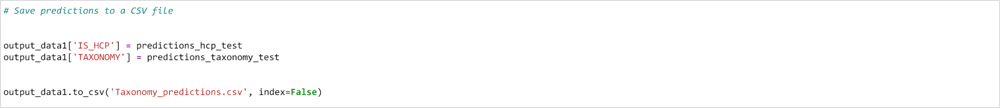 # Save predictions to a CSV file
output_data1['IS_HCP'] = predictions_hcp_test
output_data1['TAXONOMY'] = predictions_taxonomy_test
output_data1.to_csv('Taxonomy_predictions.csv', index=False)